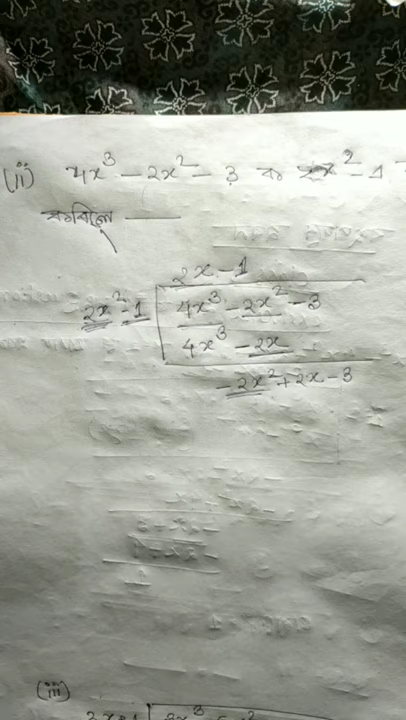 (ii) 4x³ - 2x² - 3 ক 2x² - 1
কৰিলে —
2x - 1
2x² - 1 4x³ - 2x² - 3
4x³ - 2x
- 2x² + 2x - 3
(iii)